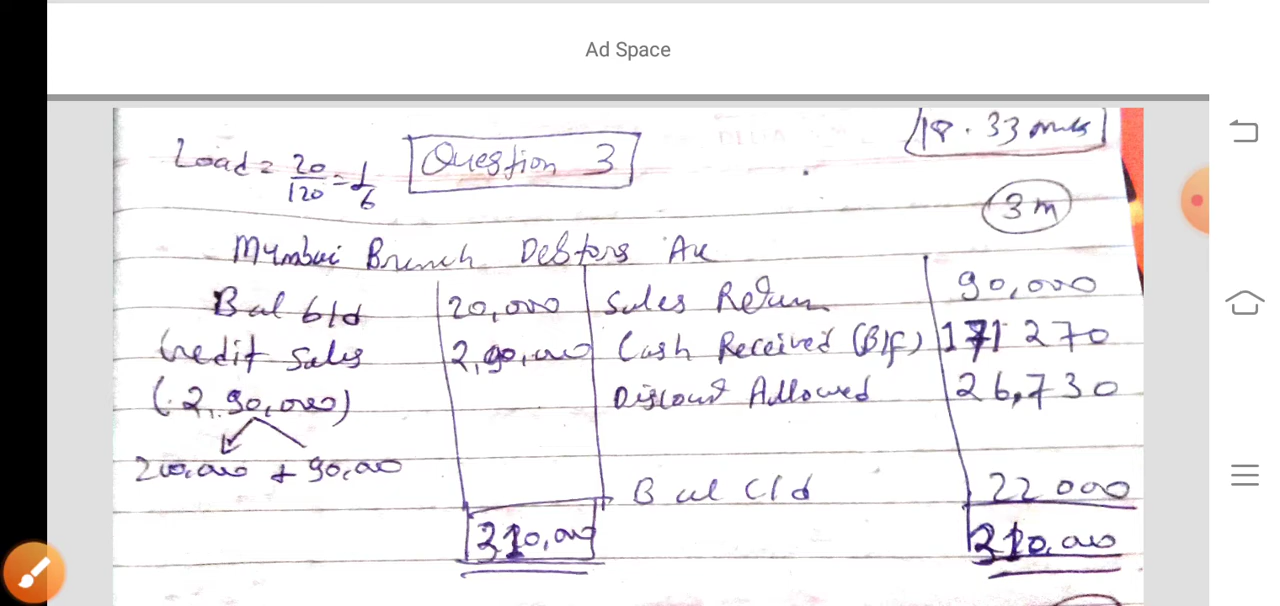 Ad Space
18.33 mnts
Load = 20/120 = 1/6
Question 3
3m
Mumbai Branch Debtors A/c
Bal b/d 20,000 Sales Return 90,000
Credit Sales 2,90,000 Cash Received (B/F) 171 270
(2,90,000) Discount Allowed 26,730
200,000 + 90,000
Bal C/d 22 000
310,000 310,000